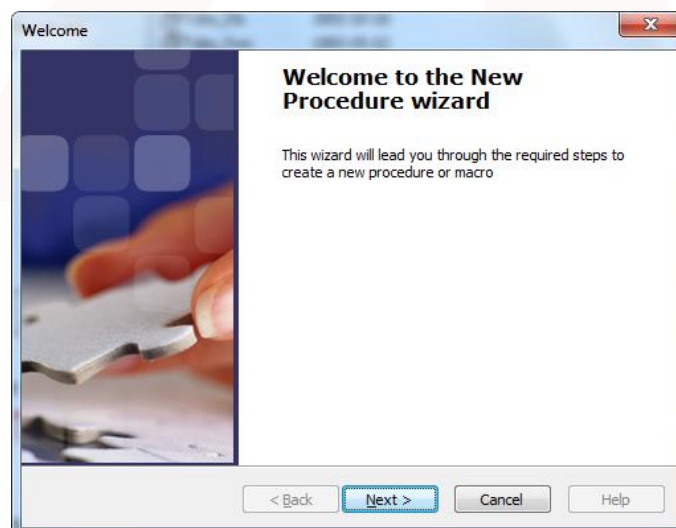 Welcome
Welcome to the New
Procedure wizard
This wizard will lead you through the required steps to
create a new procedure or macro
< Back Next > Cancel Help